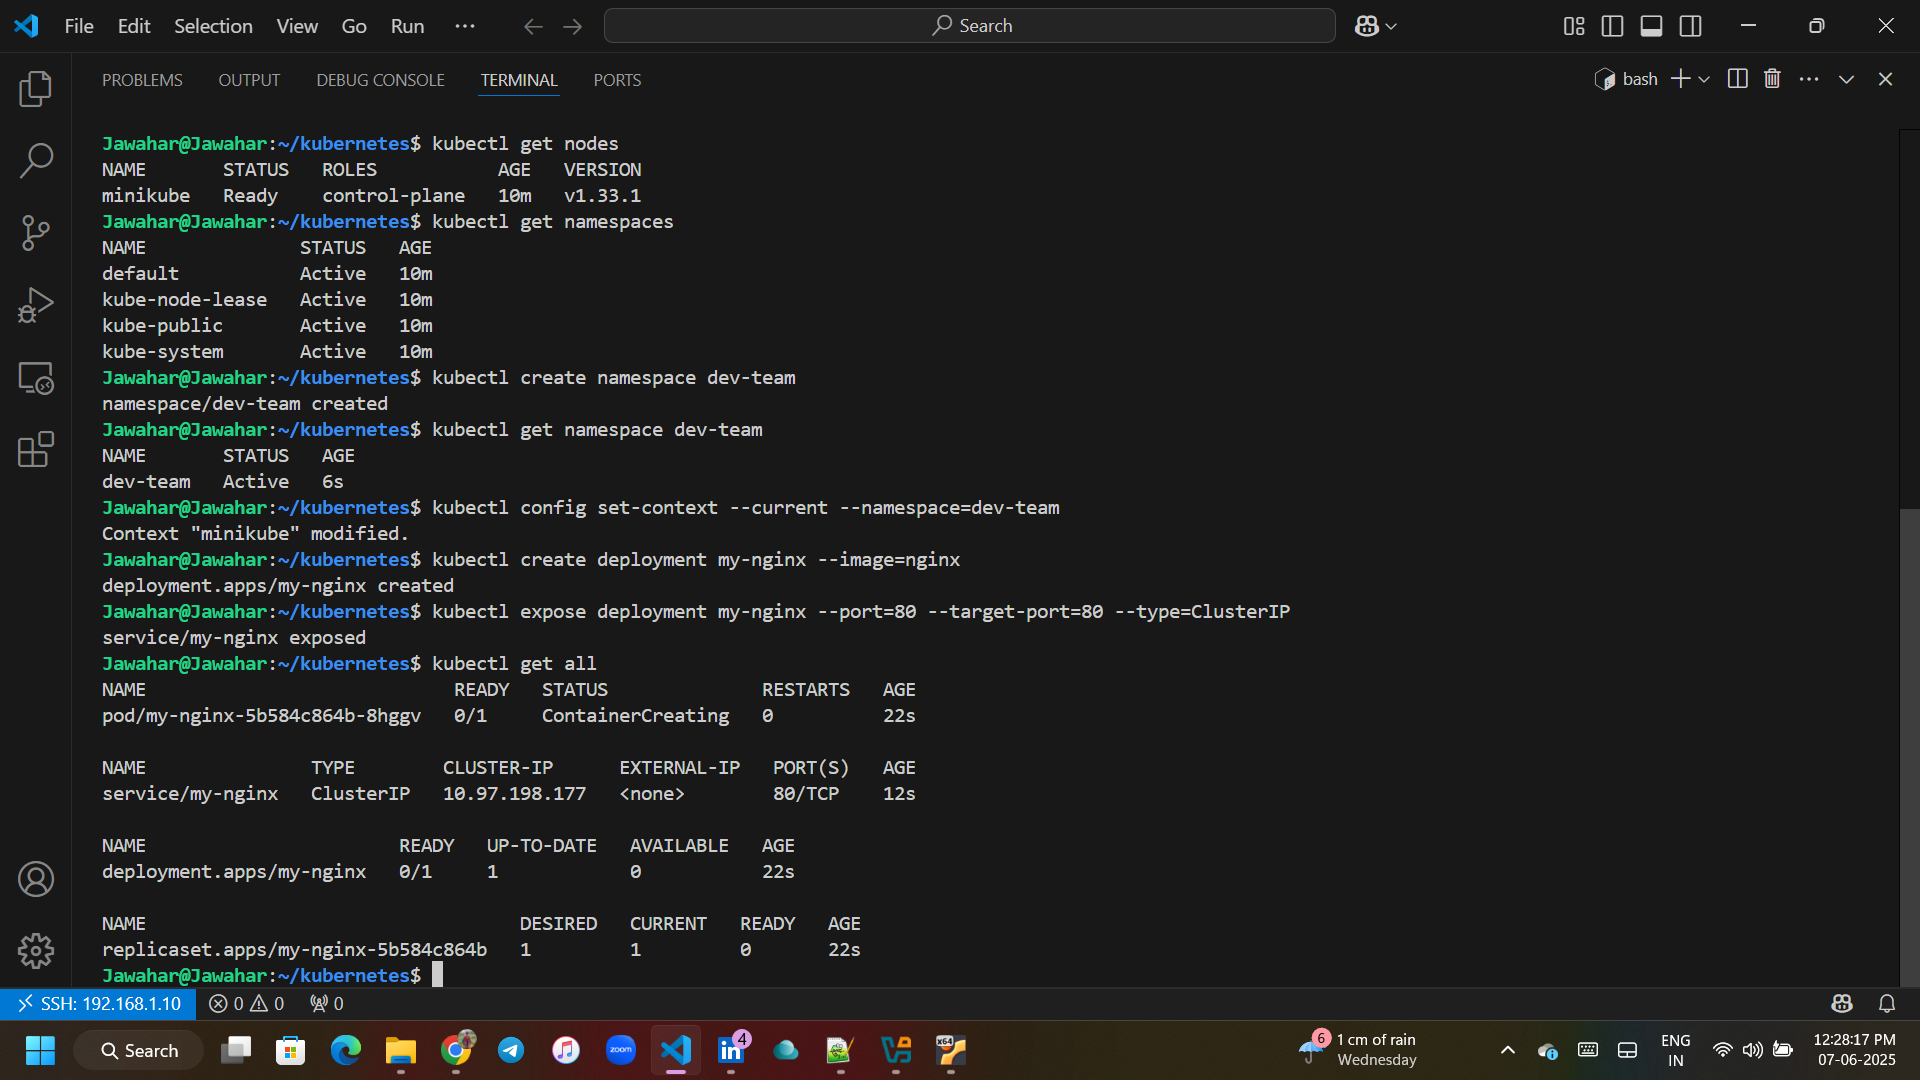 File Edit Selection View Go Run ··· Search
PROBLEMS OUTPUT DEBUG CONSOLE TERMINAL PORTS bash
Jawahar@Jawahar:~/kubernetes$ kubectl get nodes
NAME STATUS ROLES AGE VERSION
minikube Ready control-plane 10m v1.33.1
Jawahar@Jawahar:~/kubernetes$ kubectl get namespaces
NAME STATUS AGE
default Active 10m
kube-node-lease Active 10m
kube-public Active 10m
kube-system Active 10m
Jawahar@Jawahar:~/kubernetes$ kubectl create namespace dev-team
namespace/dev-team created
Jawahar@Jawahar:~/kubernetes$ kubectl get namespace dev-team
NAME STATUS AGE
dev-team Active 6s
Jawahar@Jawahar:~/kubernetes$ kubectl config set-context --current --namespace=dev-team
Context "minikube" modified.
Jawahar@Jawahar:~/kubernetes$ kubectl create deployment my-nginx --image=nginx
deployment.apps/my-nginx created
Jawahar@Jawahar:~/kubernetes$ kubectl expose deployment my-nginx --port=80 --target-port=80 --type=ClusterIP
service/my-nginx exposed
Jawahar@Jawahar:~/kubernetes$ kubectl get all
NAME READY STATUS RESTARTS AGE
pod/my-nginx-5b584c864b-8hggv 0/1 ContainerCreating 0 22s
NAME TYPE CLUSTER-IP EXTERNAL-IP PORT(S) AGE
service/my-nginx ClusterIP 10.97.198.177 <none> 80/TCP 12s
NAME READY UP-TO-DATE AVAILABLE AGE
deployment.apps/my-nginx 0/1 1 0 22s
NAME DESIRED CURRENT READY AGE
replicaset.apps/my-nginx-5b584c864b 1 1 0 22s
Jawahar@Jawahar:~/kubernetes$
SSH: 192.168.1.10 0 0 0
Search zoom in 4 x64 6 1 cm of rain ENG 12:28:17 PM
Wednesday IN 07-06-2025